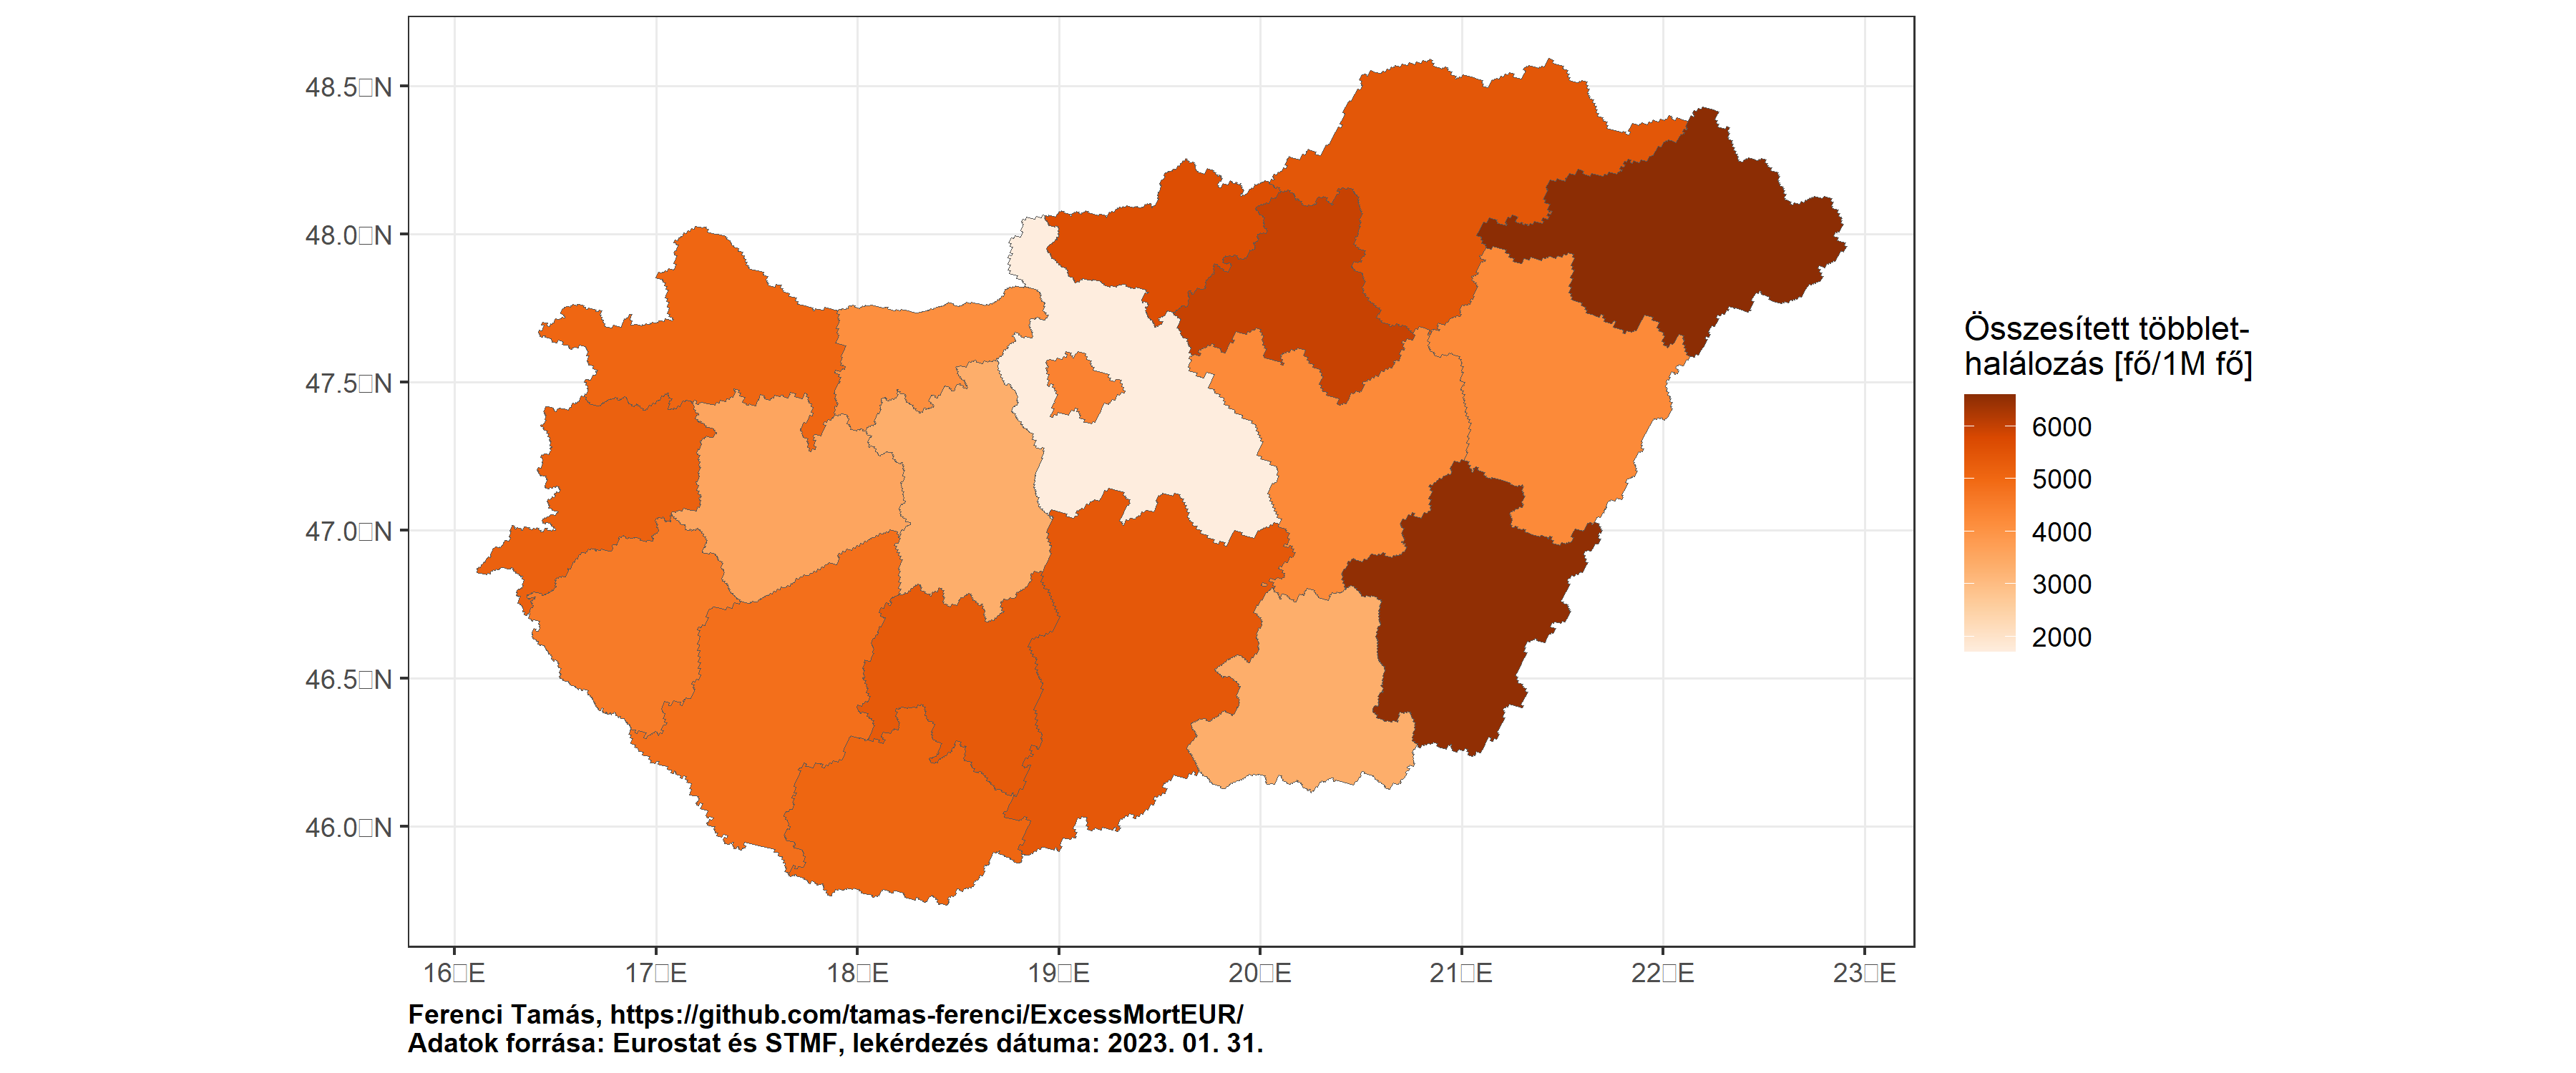 48.5□N
48.0□N
47.5□N
47.0□N
46.5□N
46.0□N
16□E 17□E 18□E 19□E 20□E 21□E 22□E 23□E
Összesített többlet-
halálozás [fő/1M fő]
6000
5000
4000
3000
2000
Ferenci Tamás, https://github.com/tamas-ferenci/ExcessMortEUR/
Adatok forrása: Eurostat és STMF, lekérdezés dátuma: 2023. 01. 31.